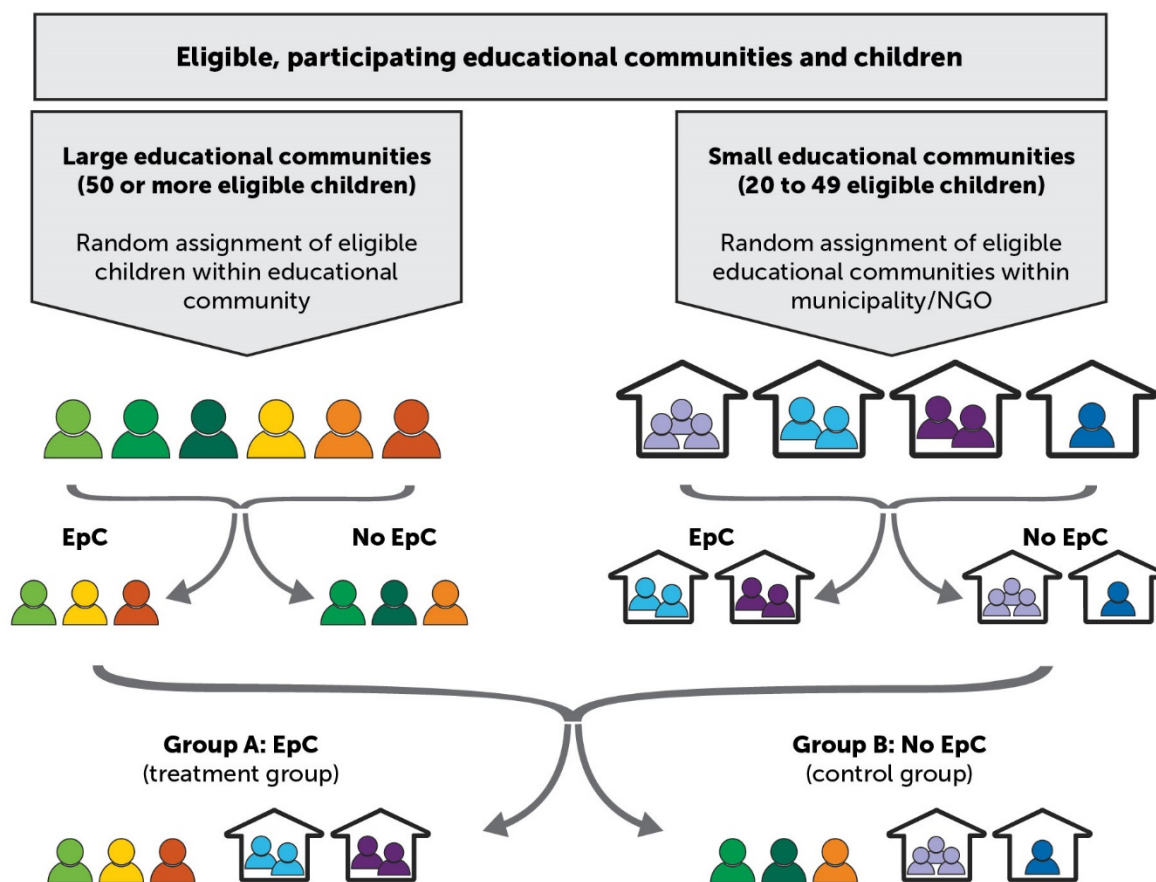 Eligible, participating educational communities and children
Large educational communities
(50 or more eligible children)
Random assignment of eligible
children within educational
community
Small educational communities
(20 to 49 eligible children)
Random assignment of eligible
educational communities within
municipality/NGO
EpC
No EpC
EpC
No EpC
Group A: EpC
(treatment group)
Group B: No EpC
(control group)